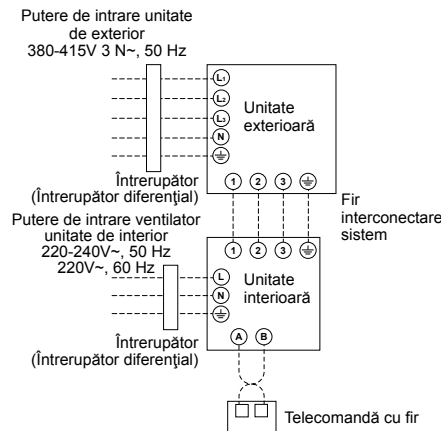 Putere de intrare unitate
de exterior
380-415V 3 N~, 50 Hz
L1
L2
L3
N
Unitate
exterioară
Întrerupător
(Întrerupător diferenţial)
1 2 3
Fir
interconectare
sistem
Putere de intrare ventilator
unitate de interior
220-240V~, 50 Hz
220V~, 60 Hz
1 2 3
L
N
Unitate
interioară
Întrerupător
(Întrerupător diferenţial)
A B
Telecomandă cu fir